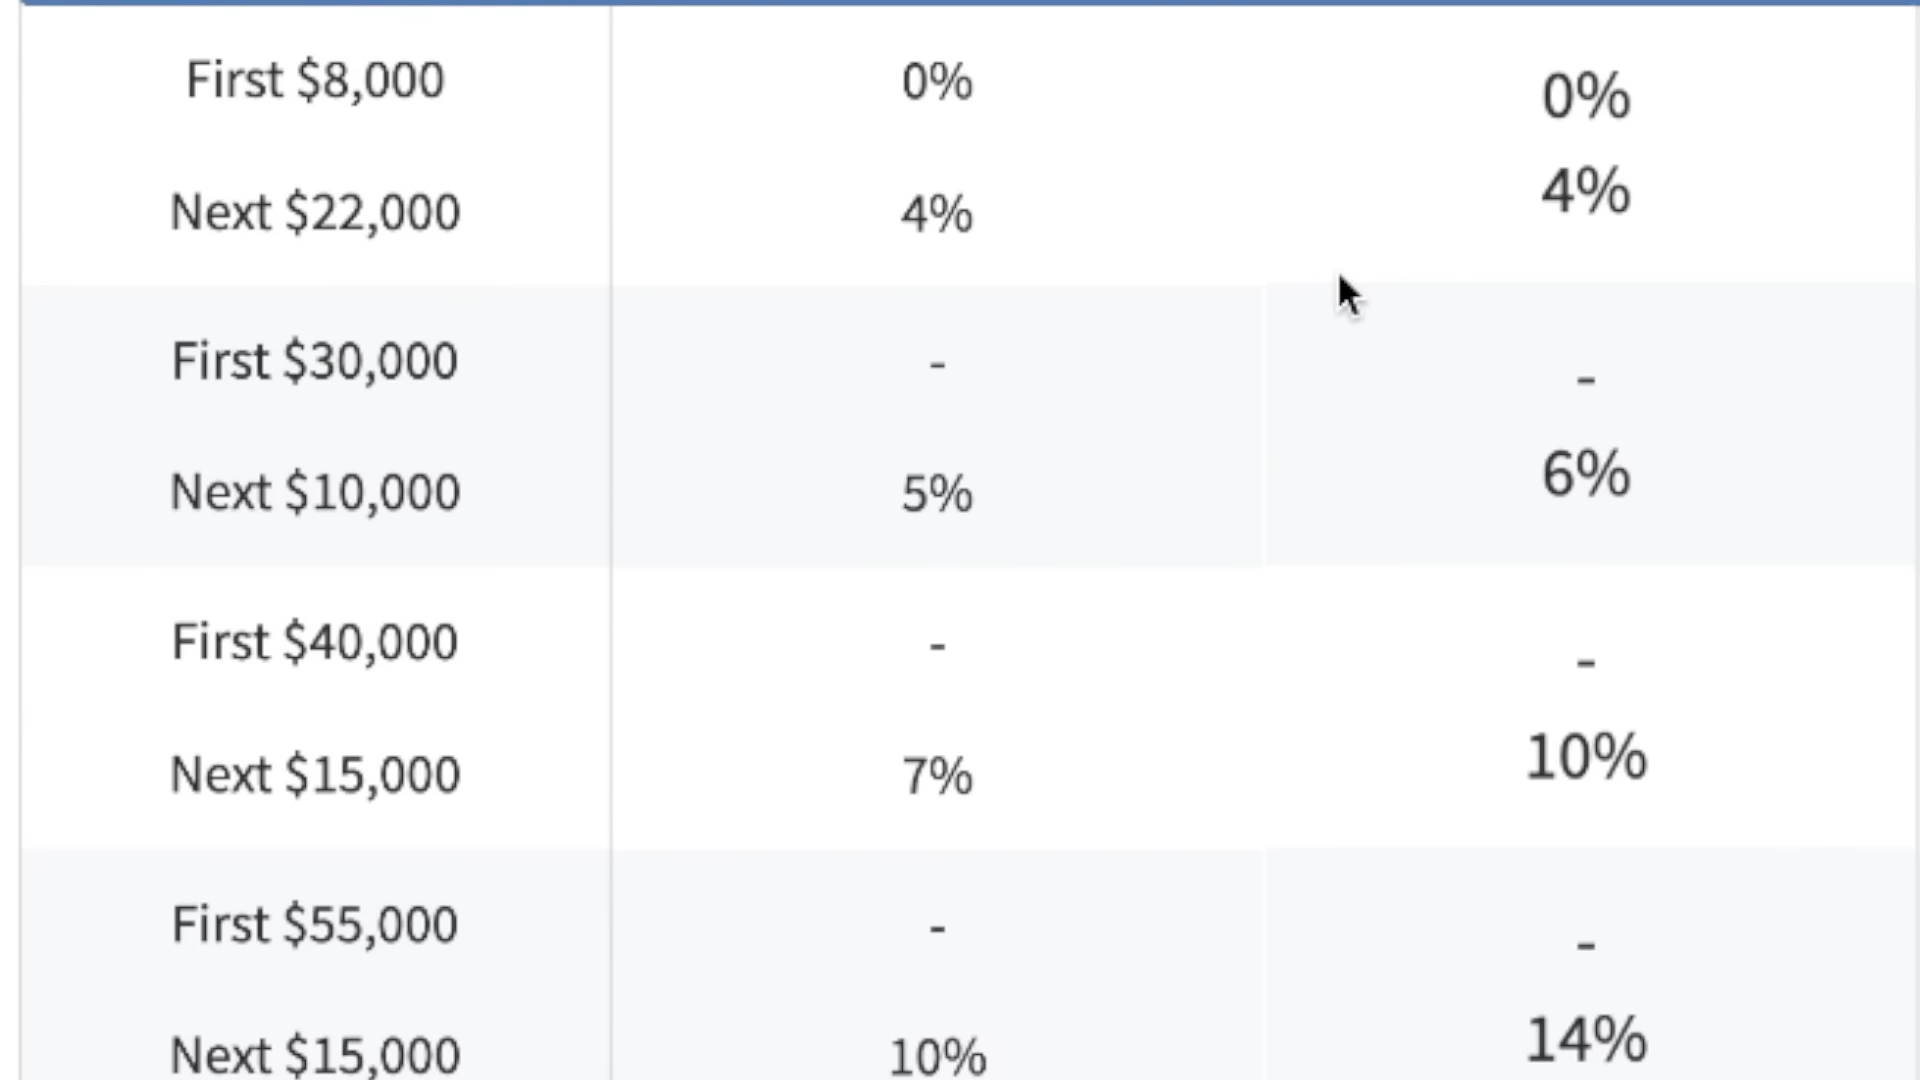 First $8,000 0% 0%
Next $22,000 4% 4%
First $30,000 - -
Next $10,000 5% 6%
First $40,000 - -
Next $15,000 7% 10%
First $55,000 - -
Next $15,000 10% 14%